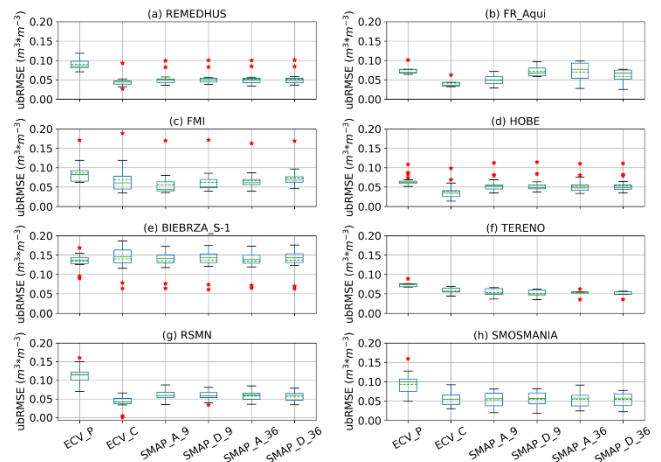 (a) REMEDHUS
(b) FR_Aqui
ubRMSE (m³*m⁻³)
0.20
0.15
0.10
0.05
0.00
ubRMSE (m³*m⁻³)
0.20
0.15
0.10
0.05
0.00
(c) FMI
(d) HOBE
ubRMSE (m³*m⁻³)
0.20
0.15
0.10
0.05
0.00
ubRMSE (m³*m⁻³)
0.20
0.15
0.10
0.05
0.00
(e) BIEBRZA_S-1
(f) TERENO
ubRMSE (m³*m⁻³)
0.20
0.15
0.10
0.05
0.00
ubRMSE (m³*m⁻³)
0.20
0.15
0.10
0.05
0.00
(g) RSMN
(h) SMOSMANIA
ubRMSE (m³*m⁻³)
0.20
0.15
0.10
0.05
0.00
ubRMSE (m³*m⁻³)
0.20
0.15
0.10
0.05
0.00
ECV_P
ECV_C
SMAP_A_9
SMAP_D_9
SMAP_A_36
SMAP_D_36
ECV_P
ECV_C
SMAP_A_9
SMAP_D_9
SMAP_A_36
SMAP_D_36